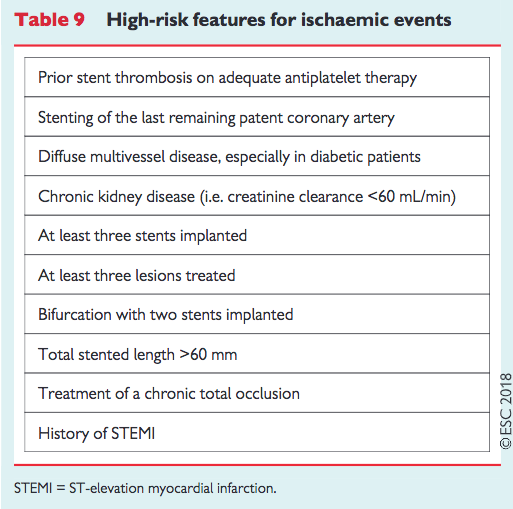 Table 9 High-risk features for ischaemic events
Prior stent thrombosis on adequate antiplatelet therapy
Stenting of the last remaining patent coronary artery
Diffuse multivessel disease, especially in diabetic patients
Chronic kidney disease (i.e. creatinine clearance <60 mL/min)
At least three stents implanted
At least three lesions treated
Bifurcation with two stents implanted
Total stented length >60 mm
Treatment of a chronic total occlusion
History of STEMI
©ESC 2018
STEMI = ST-elevation myocardial infarction.